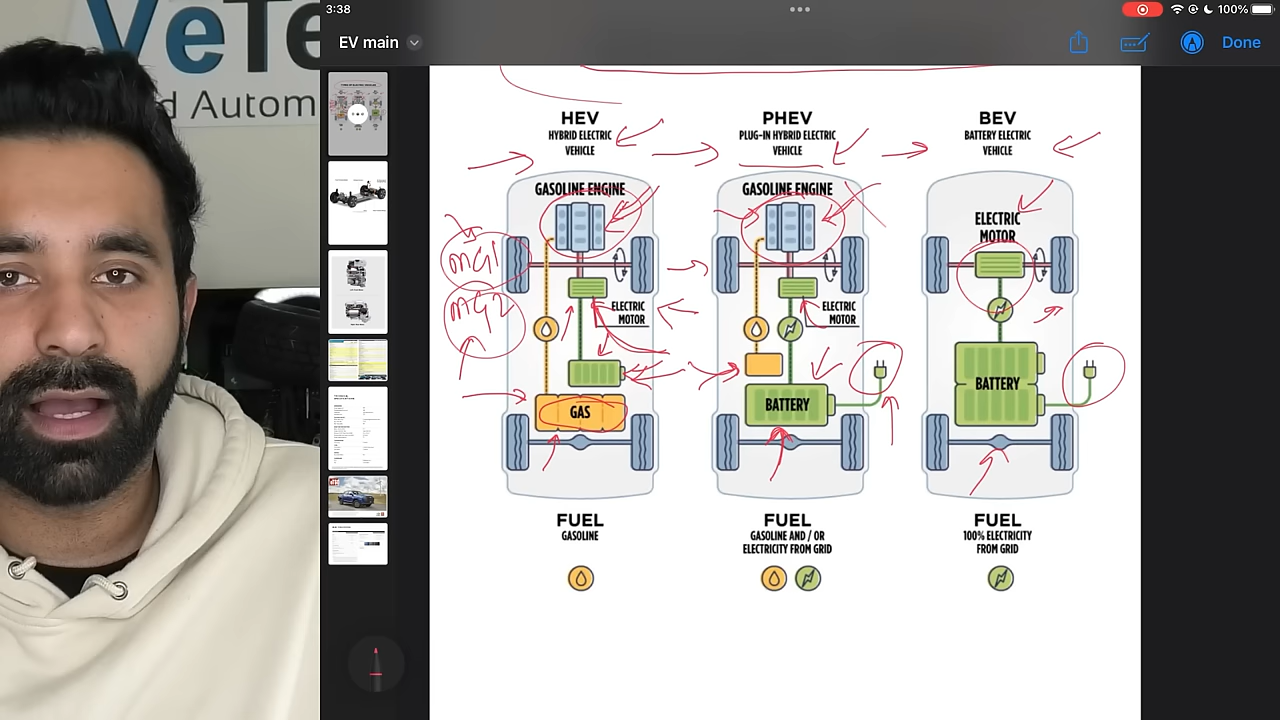 VeTe
d Autom
3:38
100%
EV main
Done
HEV
HYBRID ELECTRIC
VEHICLE
PHEV
PLUG-IN HYBRID ELECTRIC
VEHICLE
BEV
BATTERY ELECTRIC
VEHICLE
GASOLINE ENGINE
GASOLINE ENGINE
ELECTRIC
MOTOR
MG1
MG2
ELECTRIC
MOTOR
ELECTRIC
MOTOR
GAS
BATTERY
BATTERY
FUEL
GASOLINE
FUEL
GASOLINE AND / OR
ELECTRICITY FROM GRID
FUEL
100% ELECTRICITY
FROM GRID